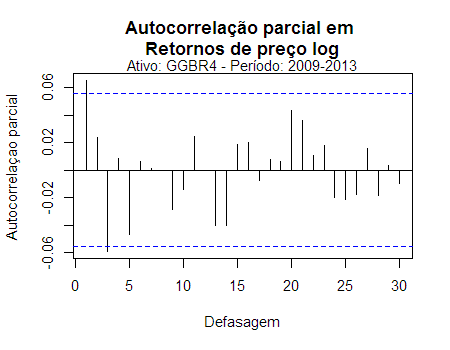 Autocorrelação parcial em
Retornos de preço log
Ativo: GGBR4 - Período: 2009-2013
Autocorrelaçao parcial
0.06
0.02
-0.02
-0.06
0 5 10 15 20 25 30
Defasagem